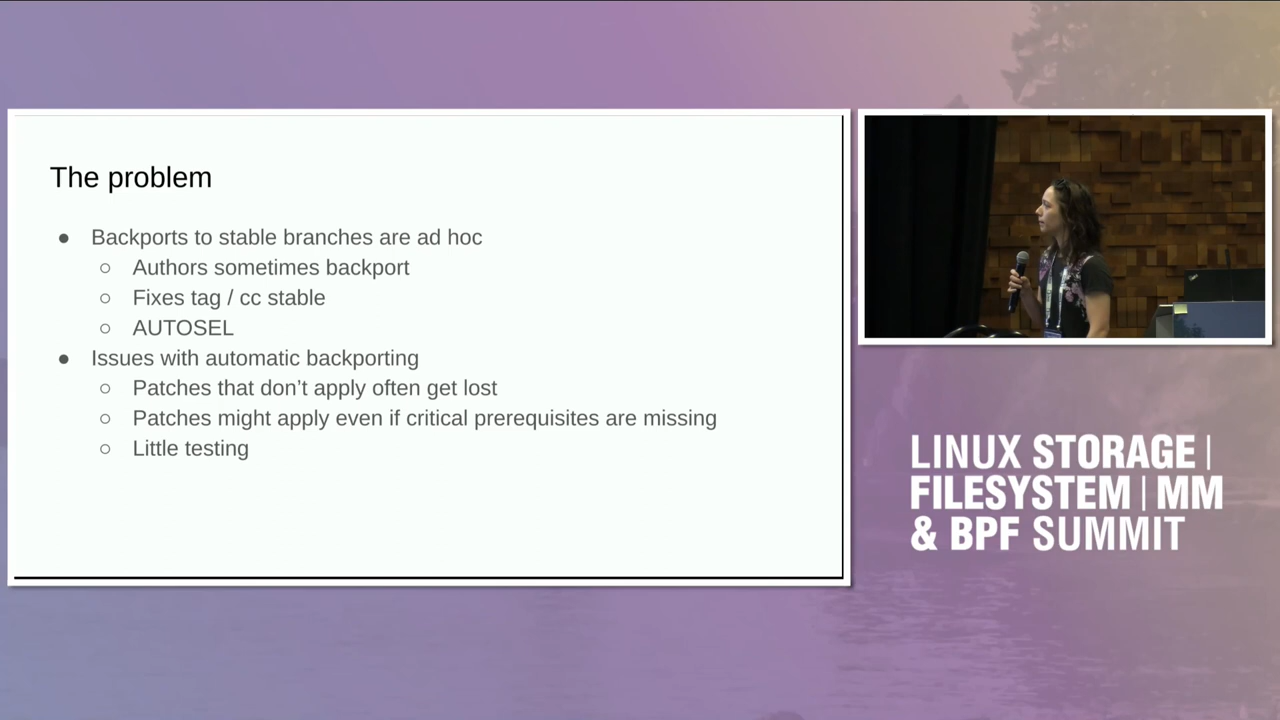 The problem
● Backports to stable branches are ad hoc
○ Authors sometimes backport
○ Fixes tag / cc stable
○ AUTOSEL
● Issues with automatic backporting
○ Patches that don’t apply often get lost
○ Patches might apply even if critical prerequisites are missing
○ Little testing
LINUX STORAGE |
FILESYSTEM | MM
& BPF SUMMIT